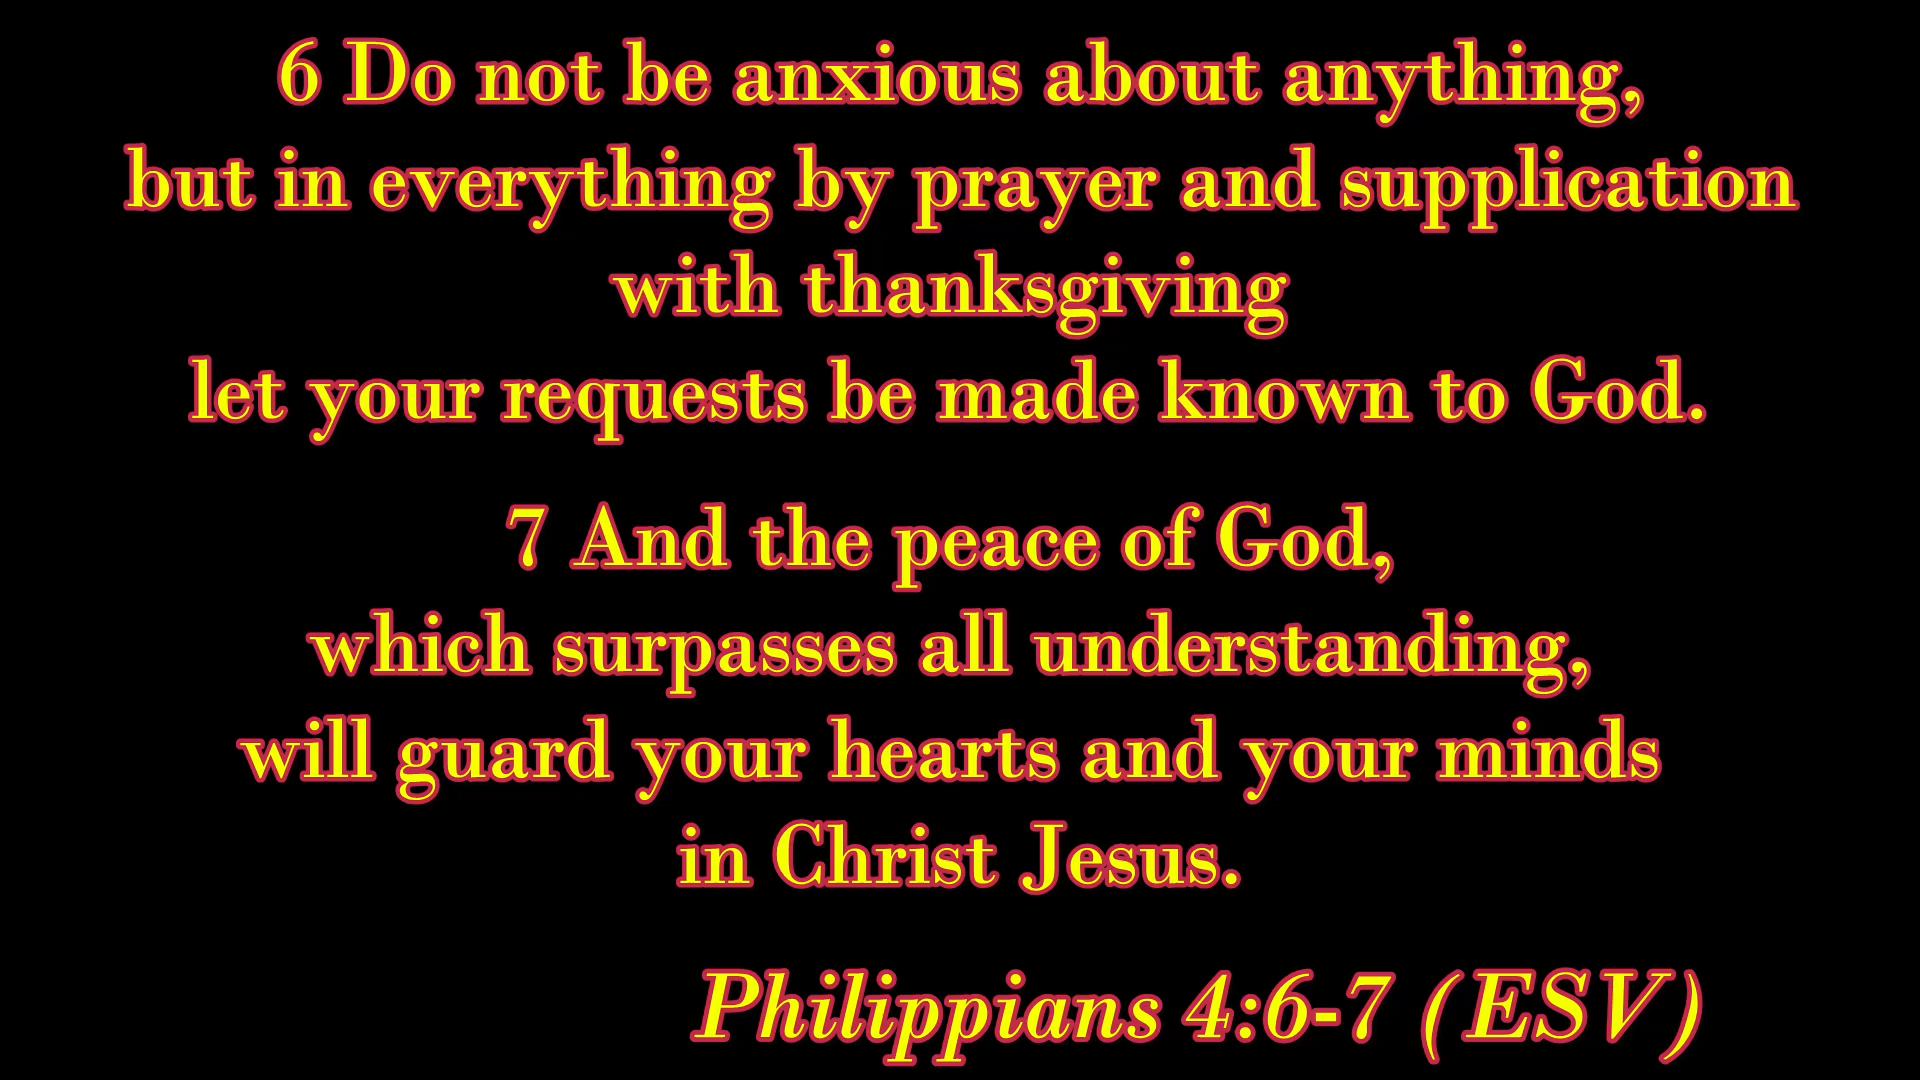 6 Do not be anxious about anything,
but in everything by prayer and supplication
with thanksgiving
let your requests be made known to God.
7 And the peace of God,
which surpasses all understanding,
will guard your hearts and your minds
in Christ Jesus.
Philippians 4:6-7 (ESV)